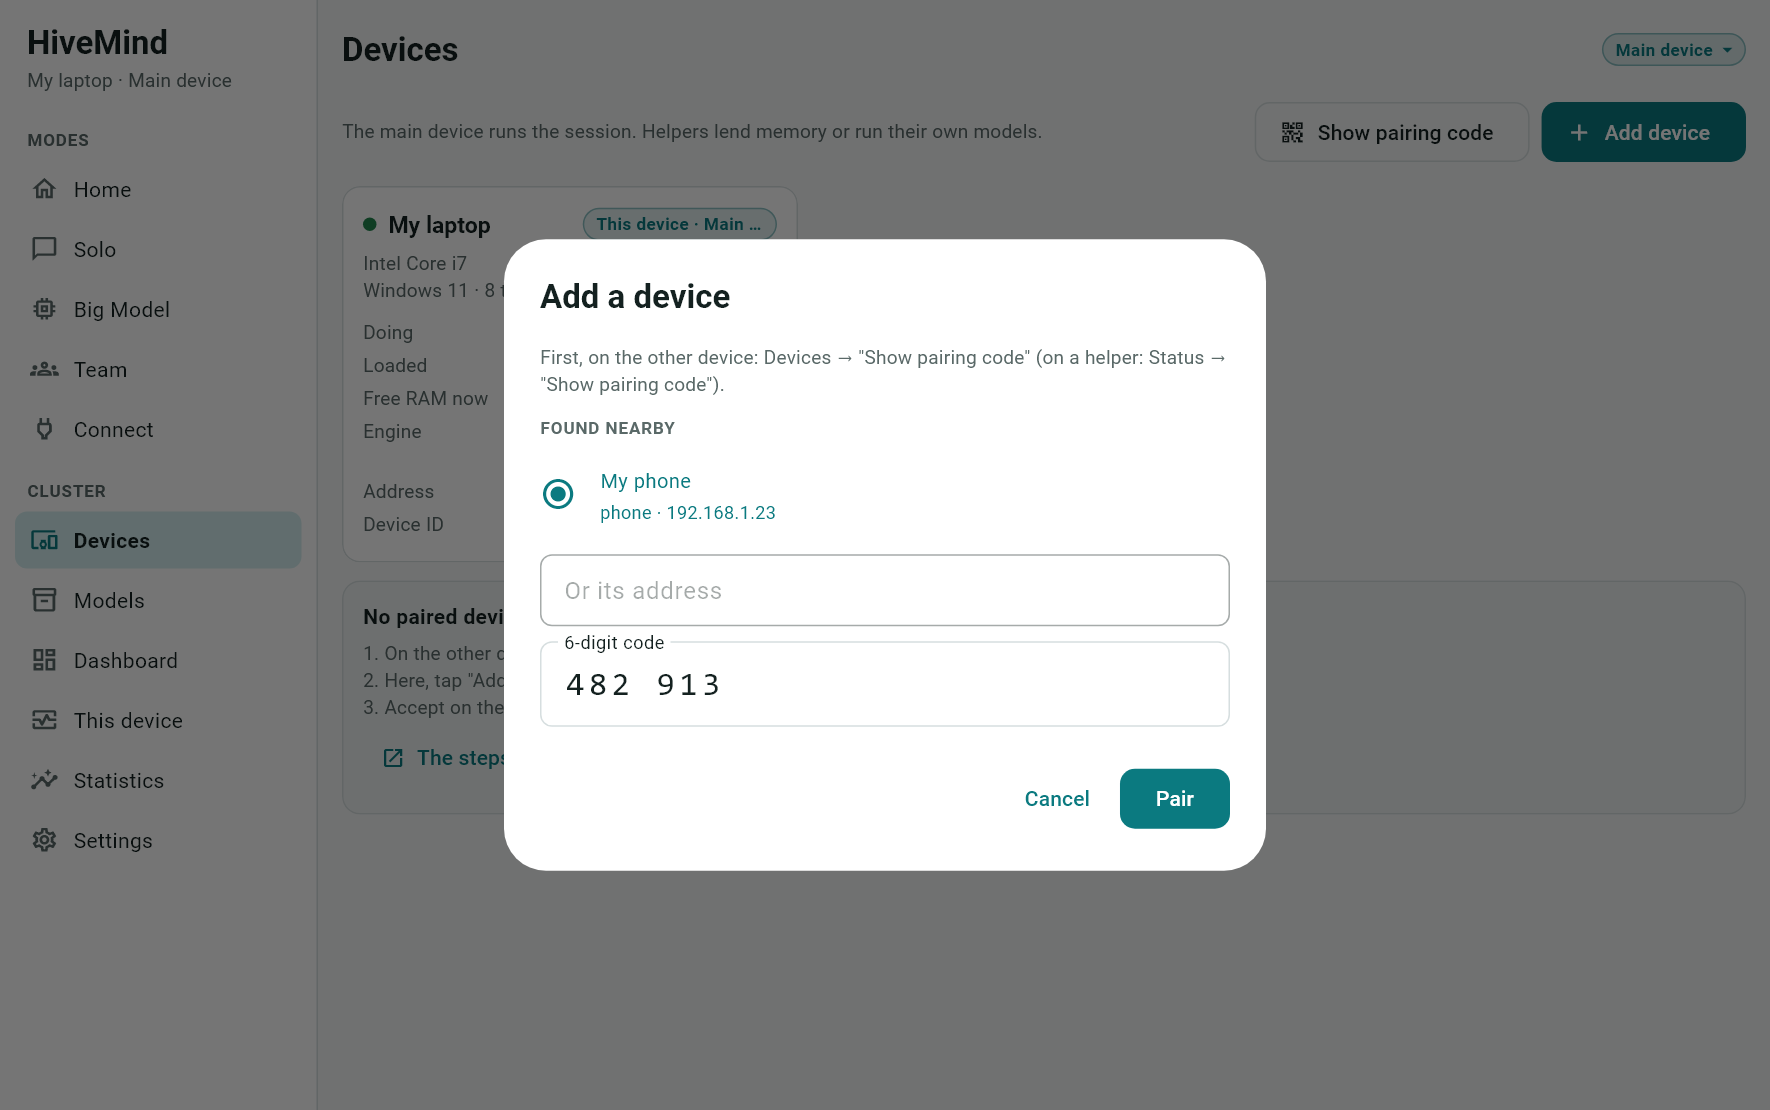 HiveMind
My laptop · Main device
MODES
Home
Solo
Big Model
Team
Connect
CLUSTER
Devices
Models
Dashboard
This device
Statistics
Settings
Devices
Main device
The main device runs the session. Helpers lend memory or run their own models.
Show pairing code
Add device
My laptop
This device · Main ...
Intel Core i7
Windows 11 · 8
Doing
Loaded
Free RAM now
Engine
Address
Device ID
No paired
1. On the other
2. Here, tap "Add
3. Accept on the
The steps
Add a device
First, on the other device: Devices → "Show pairing code" (on a helper: Status →
"Show pairing code").
FOUND NEARBY
My phone
phone · 192.168.1.23
Or its address
6-digit code
482 913
Cancel
Pair